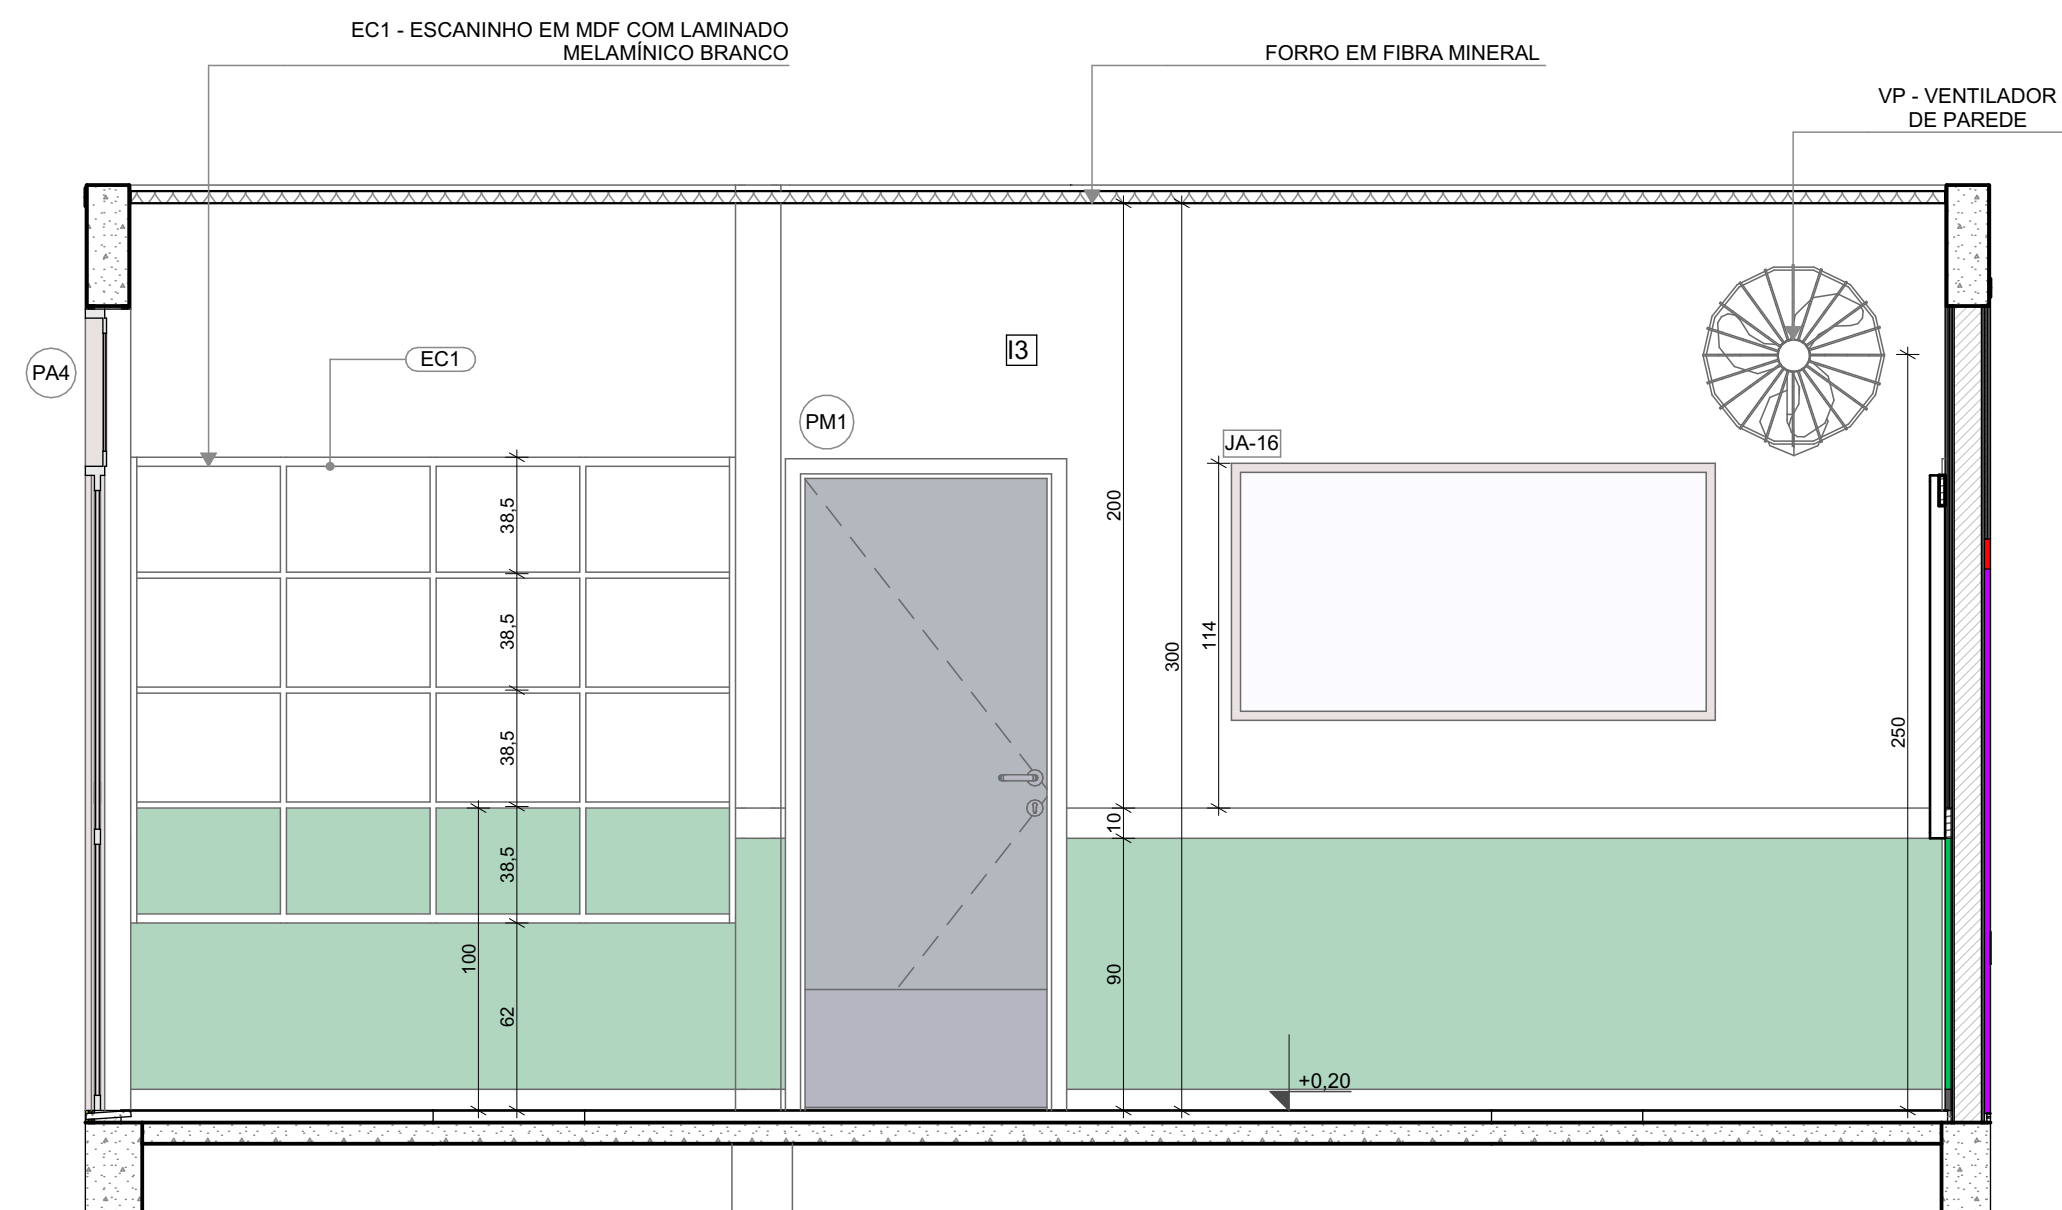 EC1 - ESCANINHO EM MDF COM LAMINADO
MELAMÍNICO BRANCO
FORRO EM FIBRA MINERAL
VP - VENTILADOR
DE PAREDE
I3
EC1
PA4
PM1
JA-16
38,5
200
38,5
114
300
38,5
250
10
38,5
100
90
62
+0,20